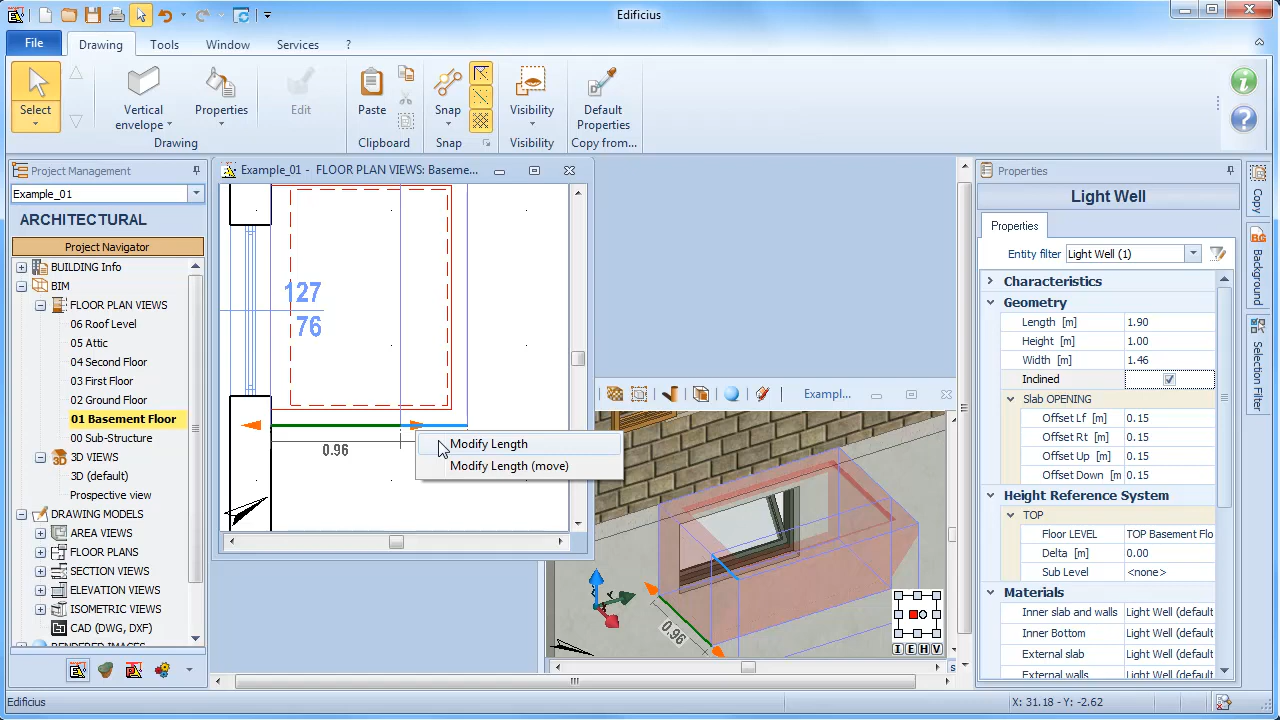 Edificius
File
Drawing
Tools
Window
Services
?
Select
Vertical
envelope
Properties
Edit
Drawing
Paste
Clipboard
Snap
Snap
Visibility
Visibility
Default
Properties
Copy from...
Project Management
Example_01
ARCHITECTURAL
Project Navigator
BUILDING Info
BIM
FLOOR PLAN VIEWS
06 Roof Level
05 Attic
04 Second Floor
03 First Floor
02 Ground Floor
01 Basement Floor
00 Sub-Structure
3D VIEWS
3D (default)
Prospective view
DRAWING MODELS
AREA VIEWS
FLOOR PLANS
SECTION VIEWS
ELEVATION VIEWS
ISOMETRIC VIEWS
CAD (DWG, DXF)
Example_01 - FLOOR PLAN VIEWS: Baseme...
127
76
0.96
Modify Length
Modify Length (move)
Exampl...
0.96
I E H V
Properties
Light Well
Properties
Entity filter Light Well (1)
Characteristics
Geometry
Length [m] 1.90
Height [m] 1.00
Width [m] 1.46
Inclined
Slab OPENING
Offset Lf [m] 0.15
Offset Rt [m] 0.15
Offset Up [m] 0.15
Offset Down [m] 0.15
Height Reference System
TOP
Floor LEVEL TOP Basement Flo
Delta [m] 0.00
Sub Level <none>
Materials
Inner slab and walls Light Well (default
Inner Bottom Light Well (default
External slab Light Well (default
External walls Light Well (default
Copy
BG
Background
Selection Filter
Edificius
X: 31.18 - Y: -2.62